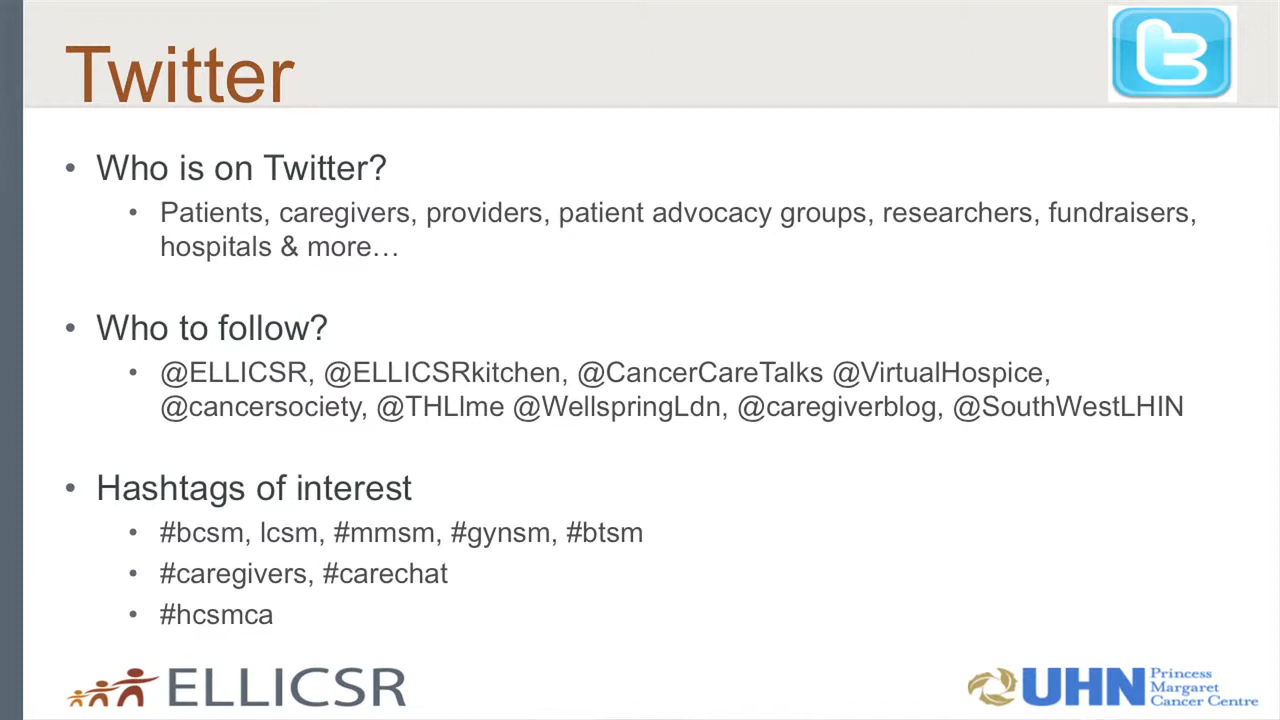 Twitter
• Who is on Twitter?
• Patients, caregivers, providers, patient advocacy groups, researchers, fundraisers,
hospitals & more…
• Who to follow?
• @ELLICSR, @ELLICSRkitchen, @CancerCareTalks @VirtualHospice,
@cancersociety, @THLlme @WellspringLdn, @caregiverblog, @SouthWestLHIN
• Hashtags of interest
• #bcsm, lcsm, #mmsm, #gynsm, #btsm
• #caregivers, #carechat
• #hcsmca
ELLICSR
UHN
Princess
Margaret
Cancer Centre